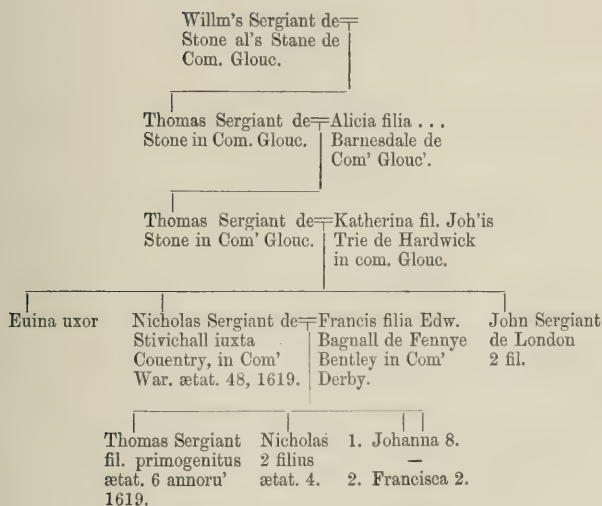 Willm's Sergiant de
Stone al's Stane de
Com. Glouc.
Thomas Sergiant de
Stone in Com. Glouc.
Alicia filia . . .
Barnesdale de
Com' Glouc'.
Thomas Sergiant de
Stone in Com' Glouc.
Katherina fil. Joh'is
Trie de Hardwick
in com. Glouc.
Euina uxor
Nicholas Sergiant de
Stivichall iuxta
Couentry, in Com'
War. ætat. 48, 1619.
Francis filia Edw.
Bagnall de Fennye
Bentley in Com'
Derby.
John Sergiant
de London
2 fil.
Thomas Sergiant
fil. primogenitus
ætat. 6 annoru'
1619.
Nicholas
2 filius
ætat. 4.
1. Johanna 8.
—
2. Francisca 2.